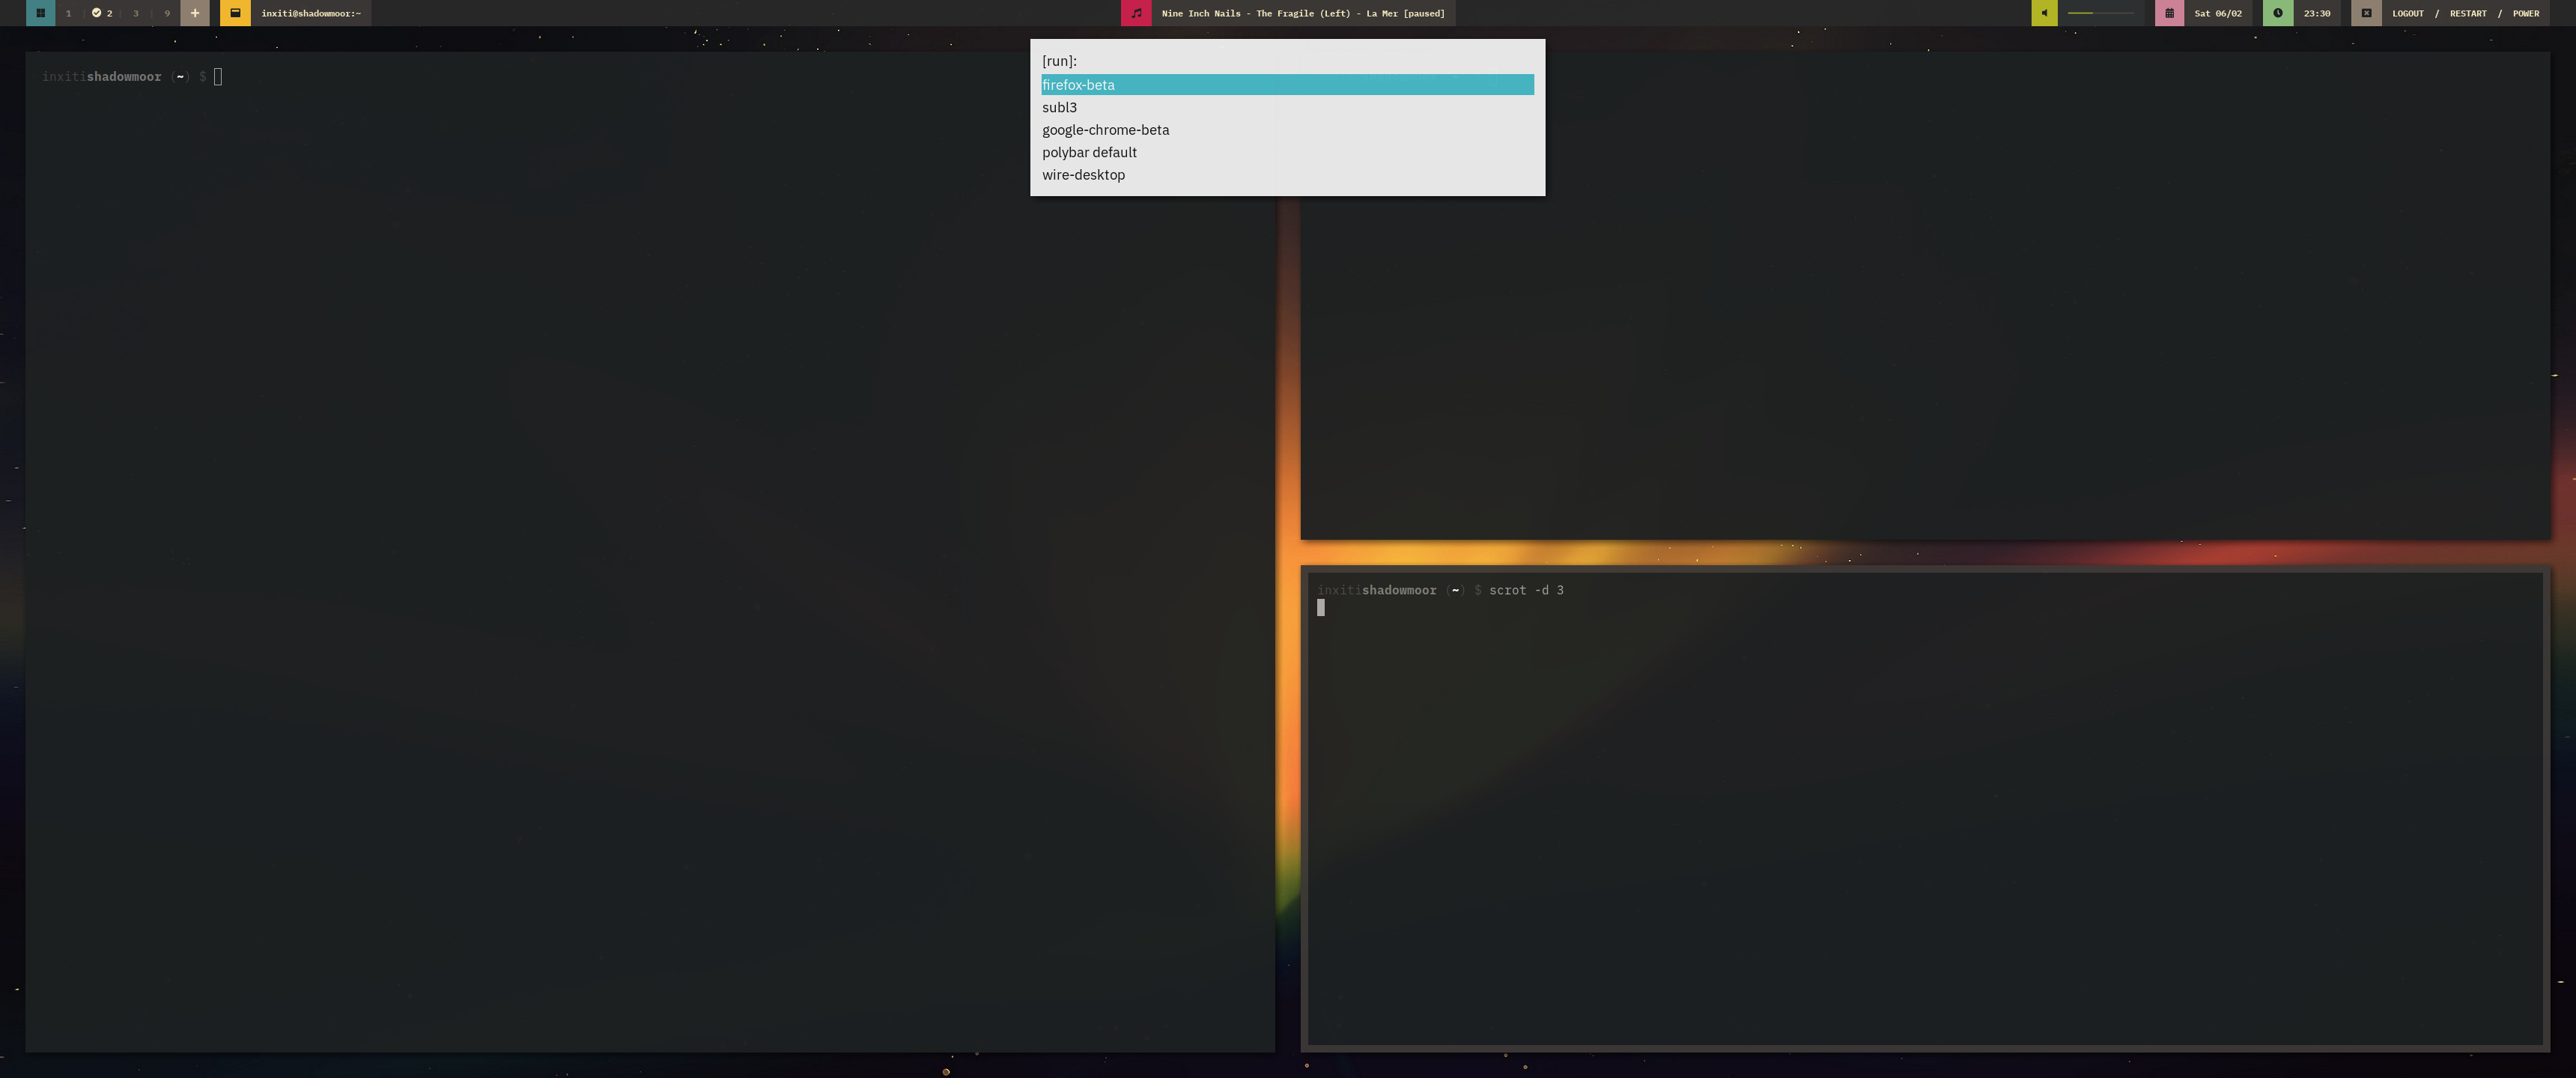 1 2 3 9 + inxiti@shadowmoor:~ Nine Inch Nails - The Fragile (Left) - La Mer [paused] Sat 06/02 23:30 LOGOUT / RESTART / POWER
[run]:
firefox-beta
subl3
google-chrome-beta
polybar default
wire-desktop
inxitishadowmoor (~) $
inxitishadowmoor (~) $ scrot -d 3